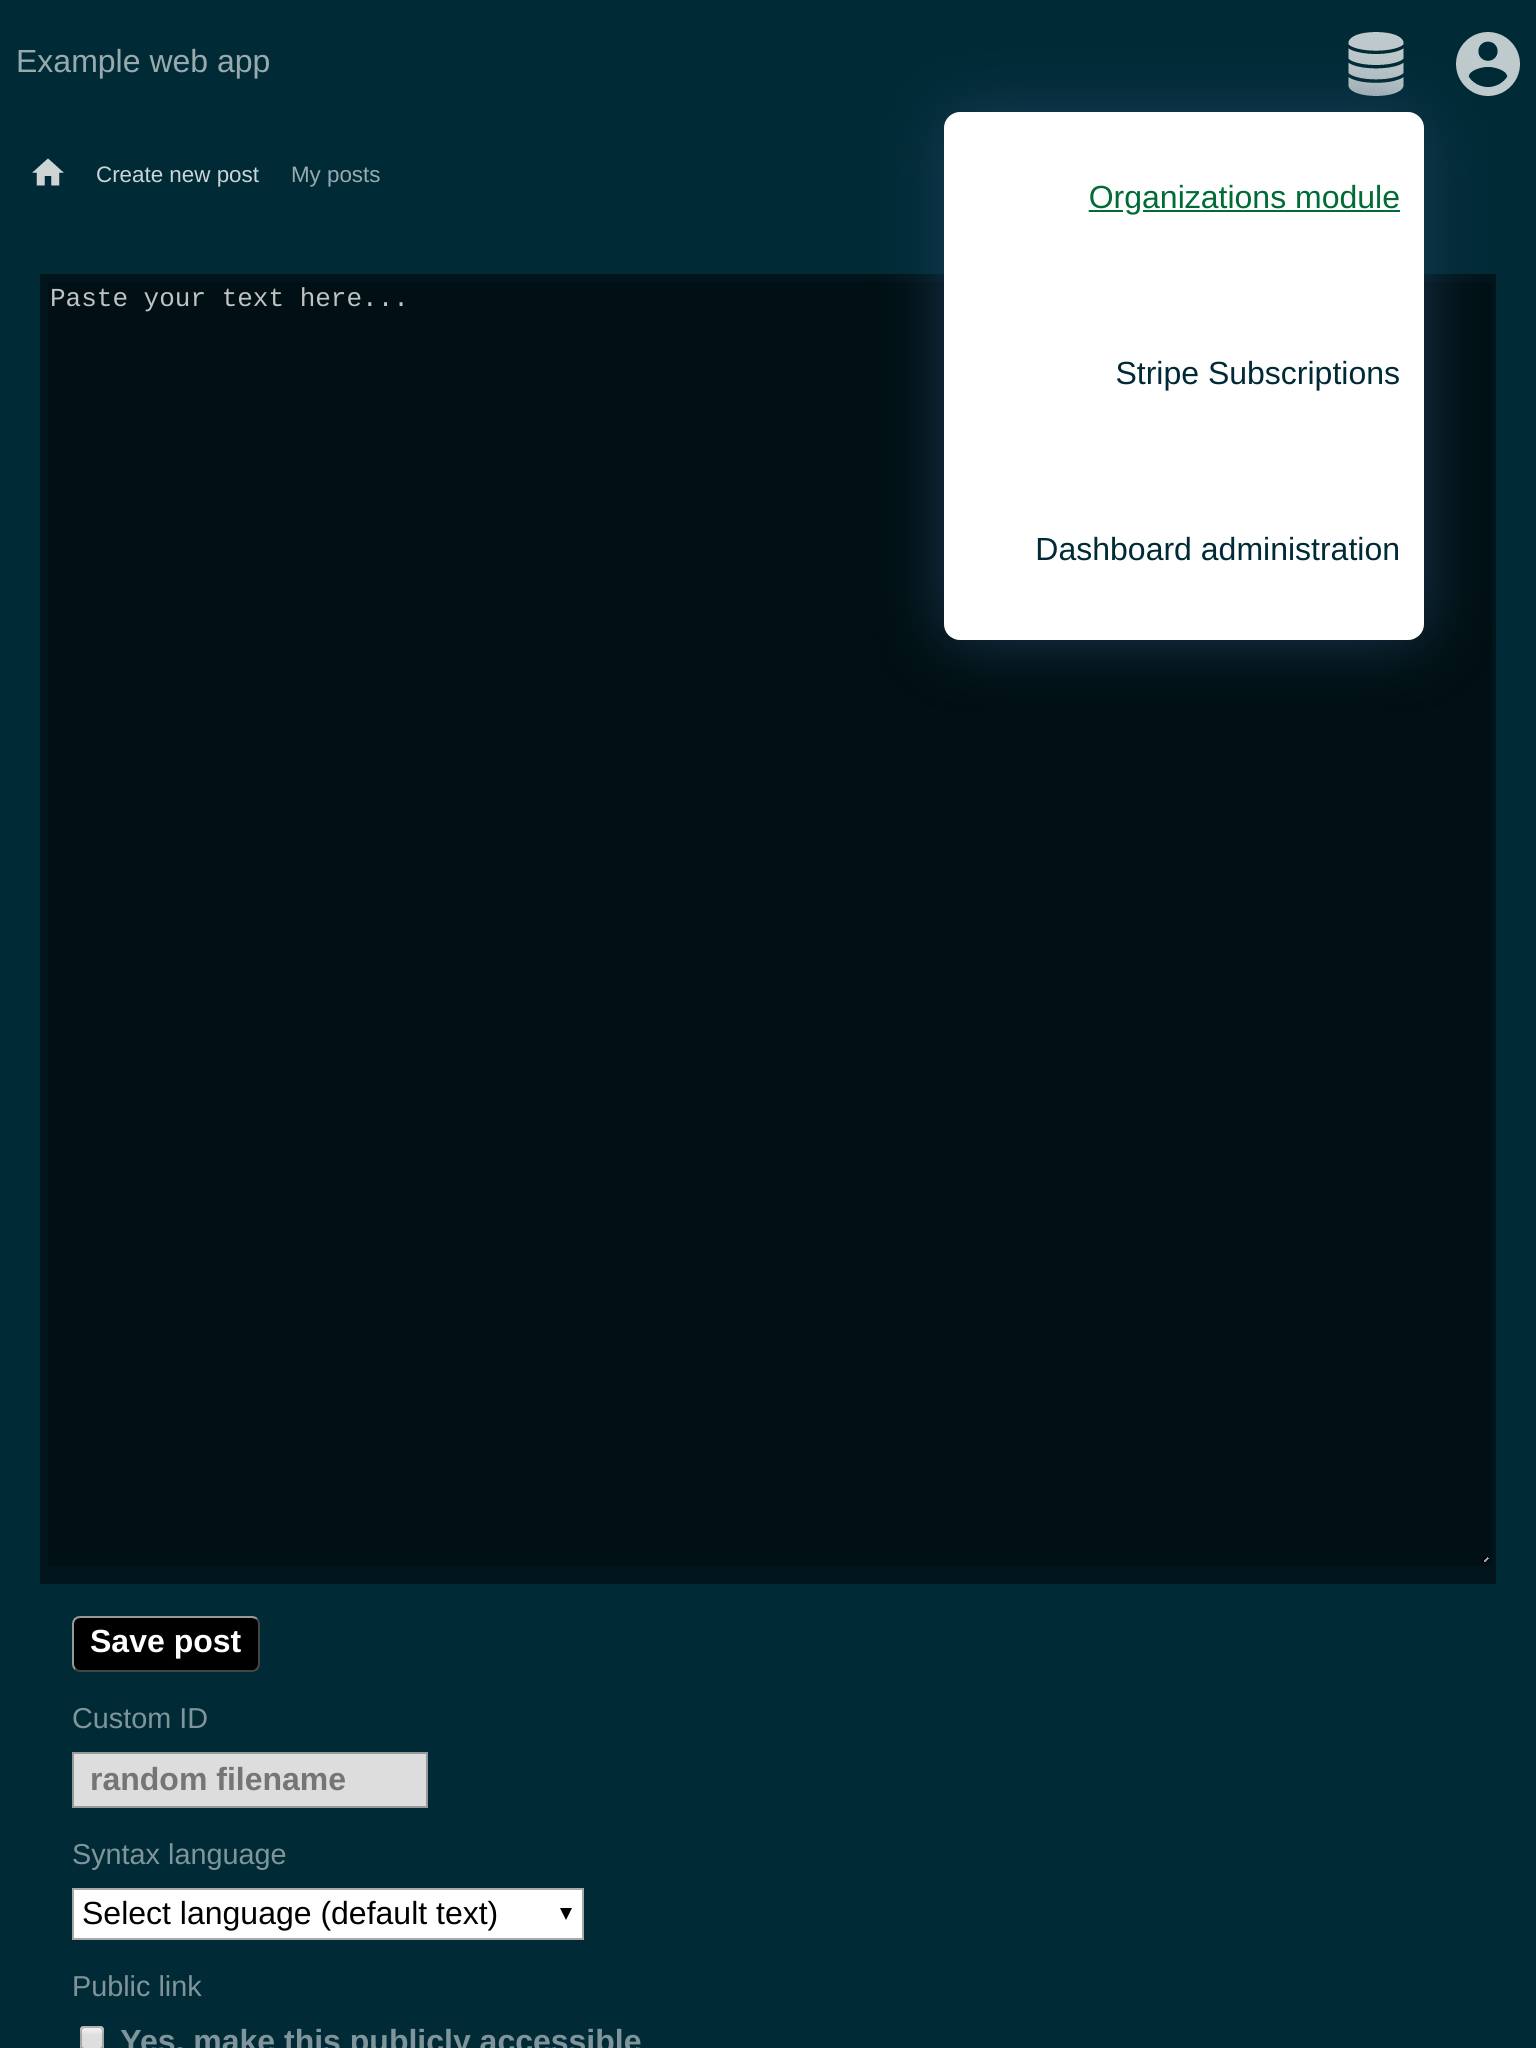 Example web app
Create new post My posts
Organizations module
Stripe Subscriptions
Dashboard administration
Paste your text here...
Save post
Custom ID
random filename
Syntax language
Select language (default text)
Public link
Yes, make this publicly accessible